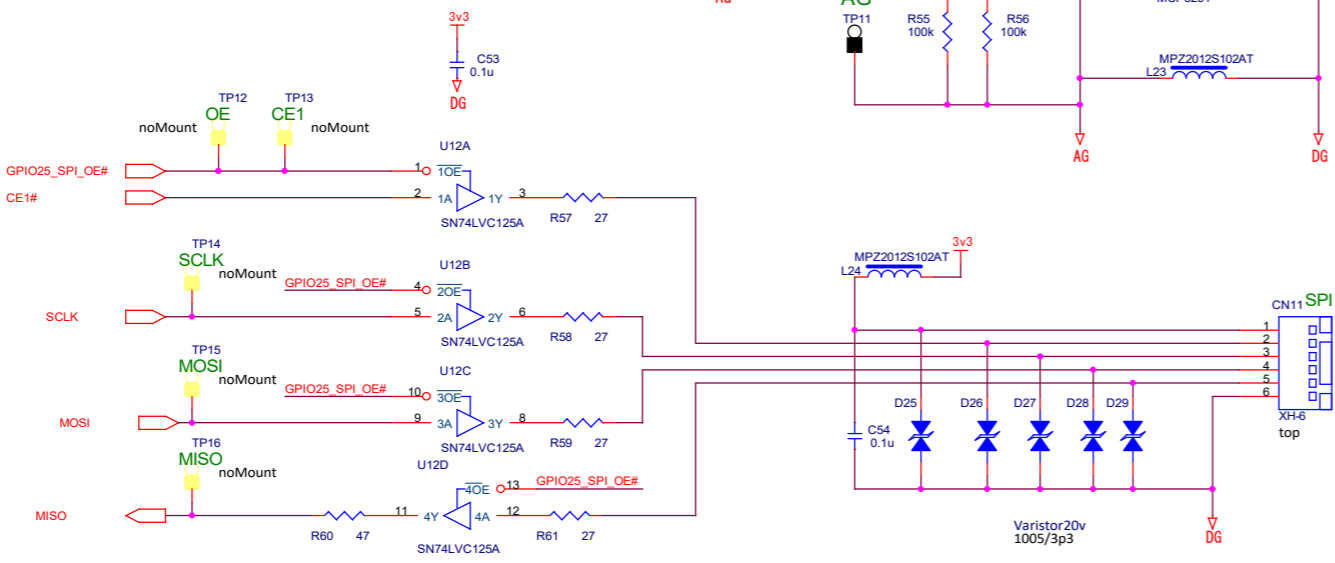 3v3
C53
0.1u
DG
AG
TP11
R55
100k
R56
100k
MPZ2012S102AT
L23
AG
DG
TP12
OE
noMount
TP13
CE1
noMount
GPIO25_SPI_OE#
CE1#
U12A
1
1OE
2
1A
1Y
3
SN74LVC125A
R57
27
TP14
SCLK
noMount
GPIO25_SPI_OE#
SCLK
U12B
4
2OE
5
2A
2Y
6
SN74LVC125A
R58
27
TP15
MOSI
noMount
GPIO25_SPI_OE#
MOSI
U12C
10
3OE
9
3A
3Y
8
SN74LVC125A
R59
27
TP16
MISO
noMount
MISO
R60
47
U12D
4OE
13
GPIO25_SPI_OE#
11
4Y
4A
12
SN74LVC125A
R61
27
3v3
MPZ2012S102AT
L24
C54
0.1u
D25
D26
D27
D28
D29
Varistor20v
1005/3p3
DG
CN11
SPI
1
2
3
4
5
6
XH-6
top